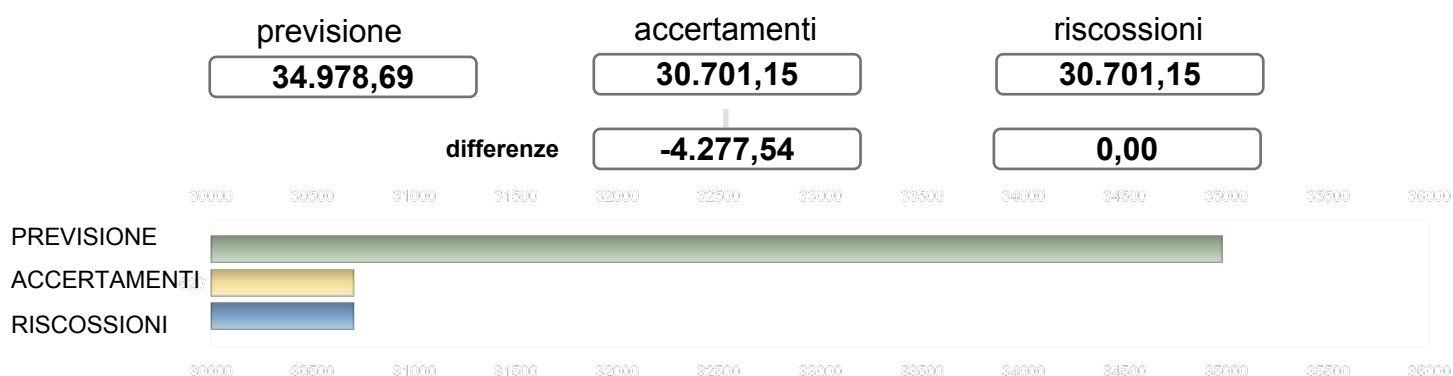 previsione accertamenti riscossioni
34.978,69 30.701,15 30.701,15
differenze -4.277,54 0,00
30000 30500 31000 31500 32000 32500 33000 33500 34000 34500 35000 35500 36000
PREVISIONE
ACCERTAMENTI
RISCOSSIONI
30000 30500 31000 31500 32000 32500 33000 33500 34000 34500 35000 35500 36000